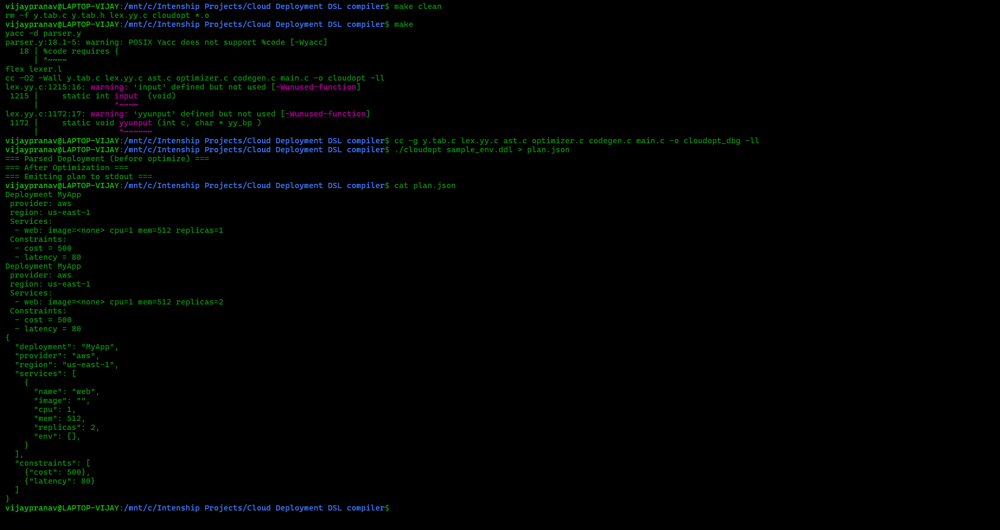 vijaypranav@LAPTOP-VIJAY:/mnt/c/Intenship Projects/Cloud Deployment DSL compiler$ make clean
rm -f y.tab.c y.tab.h lex.yy.c cloudopt *.o
vijaypranav@LAPTOP-VIJAY:/mnt/c/Intenship Projects/Cloud Deployment DSL compiler$ make
yacc -d parser.y
parser.y:18.1-5: warning: POSIX Yacc does not support %code [-Wyacc]
   18 | %code requires {
      | ^~~~~
flex lexer.l
cc -O2 -Wall y.tab.c lex.yy.c ast.c optimizer.c codegen.c main.c -o cloudopt -ll
lex.yy.c:1215:16: warning: ‘input’ defined but not used [-Wunused-function]
 1215 |     static int input  (void)
      |                ^~~~~
lex.yy.c:1172:17: warning: ‘yyunput’ defined but not used [-Wunused-function]
 1172 |     static void yyunput (int c, char * yy_bp )
      |                 ^~~~~~~
vijaypranav@LAPTOP-VIJAY:/mnt/c/Intenship Projects/Cloud Deployment DSL compiler$ cc -g y.tab.c lex.yy.c ast.c optimizer.c codegen.c main.c -o cloudopt_dbg -ll
vijaypranav@LAPTOP-VIJAY:/mnt/c/Intenship Projects/Cloud Deployment DSL compiler$ ./cloudopt sample_env.ddl > plan.json
=== Parsed Deployment (before optimize) ===
=== After Optimization ===
=== Emitting plan to stdout ===
vijaypranav@LAPTOP-VIJAY:/mnt/c/Intenship Projects/Cloud Deployment DSL compiler$ cat plan.json
Deployment MyApp
 provider: aws
 region: us-east-1
 Services:
  - web: image=<none> cpu=1 mem=512 replicas=1
 Constraints:
  - cost = 500
  - latency = 80
Deployment MyApp
 provider: aws
 region: us-east-1
 Services:
  - web: image=<none> cpu=1 mem=512 replicas=2
 Constraints:
  - cost = 500
  - latency = 80
{
  "deployment": "MyApp",
  "provider": "aws",
  "region": "us-east-1",
  "services": [
    {
      "name": "web",
      "image": "",
      "cpu": 1,
      "mem": 512,
      "replicas": 2,
      "env": [],
    }
  ],
  "constraints": [
    {"cost": 500},
    {"latency": 80}
  ]
}
vijaypranav@LAPTOP-VIJAY:/mnt/c/Intenship Projects/Cloud Deployment DSL compiler$